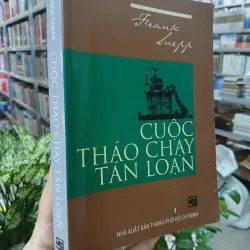 Frank
Snepp
CUỘC
THÁO CHẠY
TÁN LOẠN
NHÀ XUẤT BẢN THÀNH PHỐ HỒ CHÍ MINH